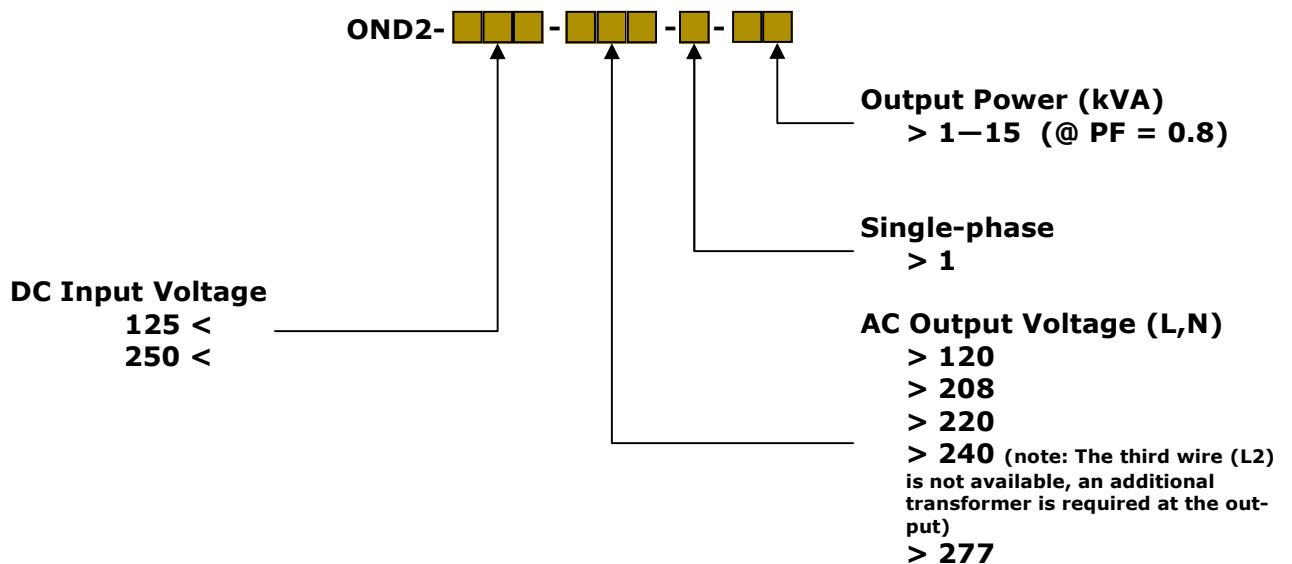 OND2- - - -
Output Power (kVA)
> 1—15 (@ PF = 0.8)
Single-phase
> 1
DC Input Voltage
125 <
250 <
AC Output Voltage (L,N)
> 120
> 208
> 220
> 240 (note: The third wire (L2)
is not available, an additional
transformer is required at the out-
put)
> 277